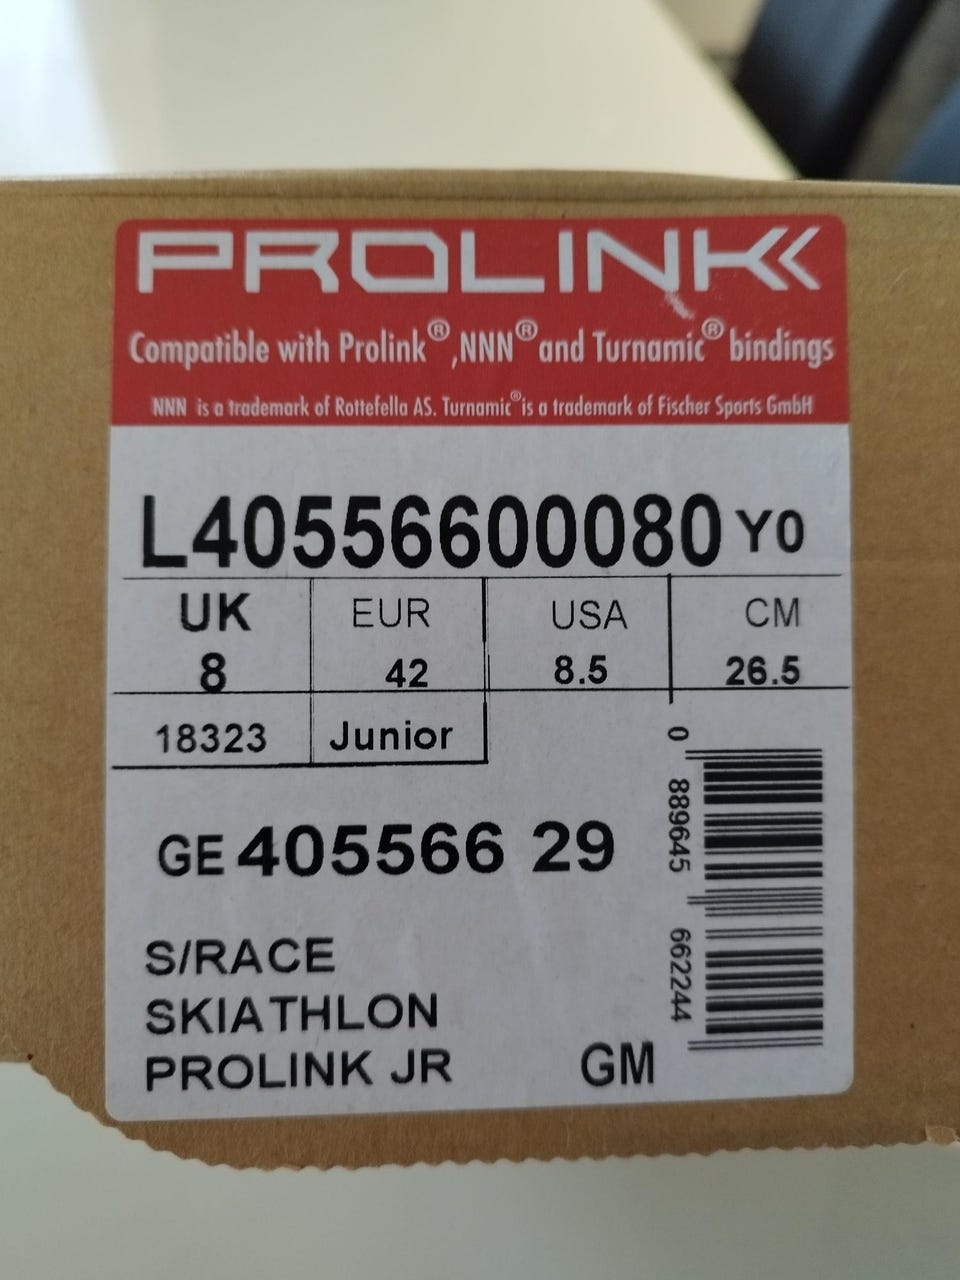 PROLINK
Compatible with Prolink®,NNN® and Turnamic® bindings
NNN is a trademark of Rottefella AS. Turnamic® is a trademark of Fischer Sports GmbH
L40556600080 Y0
UK EUR USA CM
8 42 8.5 26.5
18323 Junior
GE 405566 29
S/RACE
SKIATHLON
PROLINK JR GM
0 889645 662244